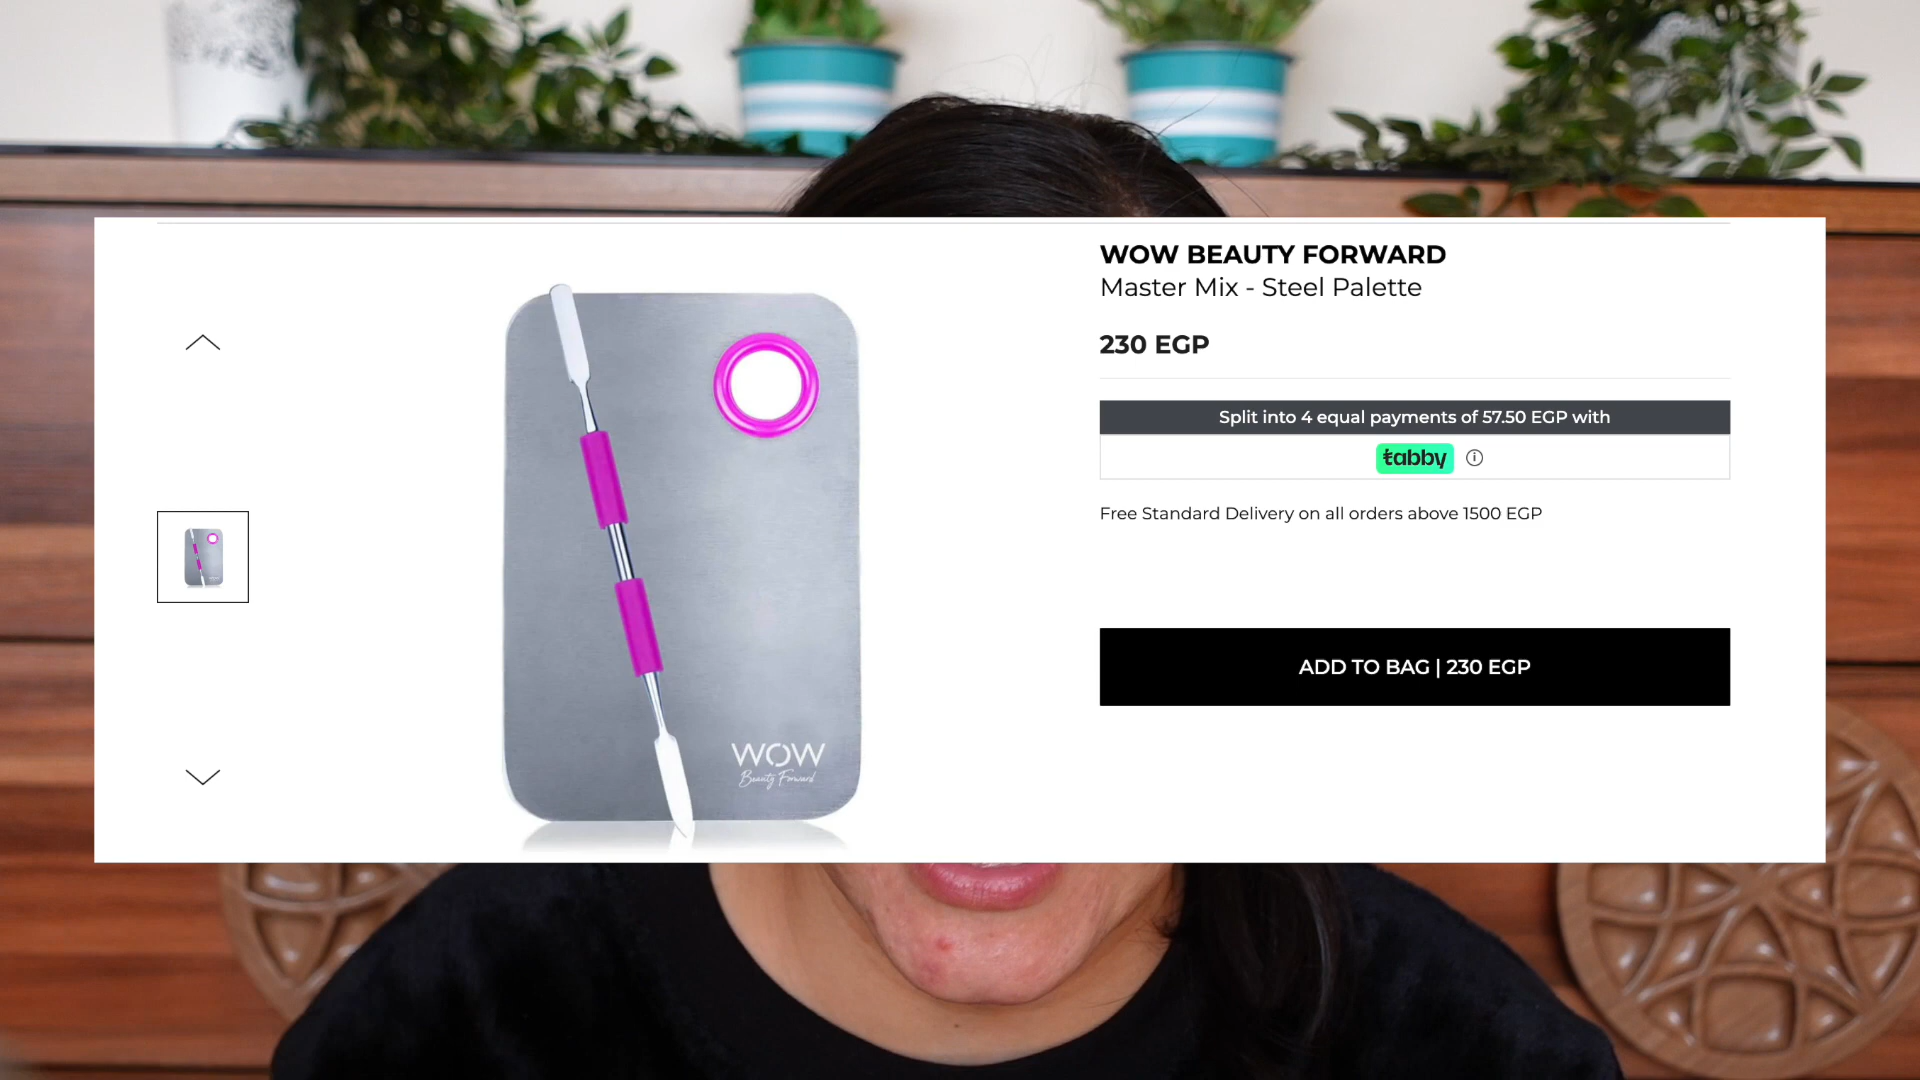 WOW BEAUTY FORWARD
Master Mix - Steel Palette
230 EGP
Split into 4 equal payments of 57.50 EGP with
tabby
Free Standard Delivery on all orders above 1500 EGP
ADD TO BAG | 230 EGP
WOW
Beauty Forward